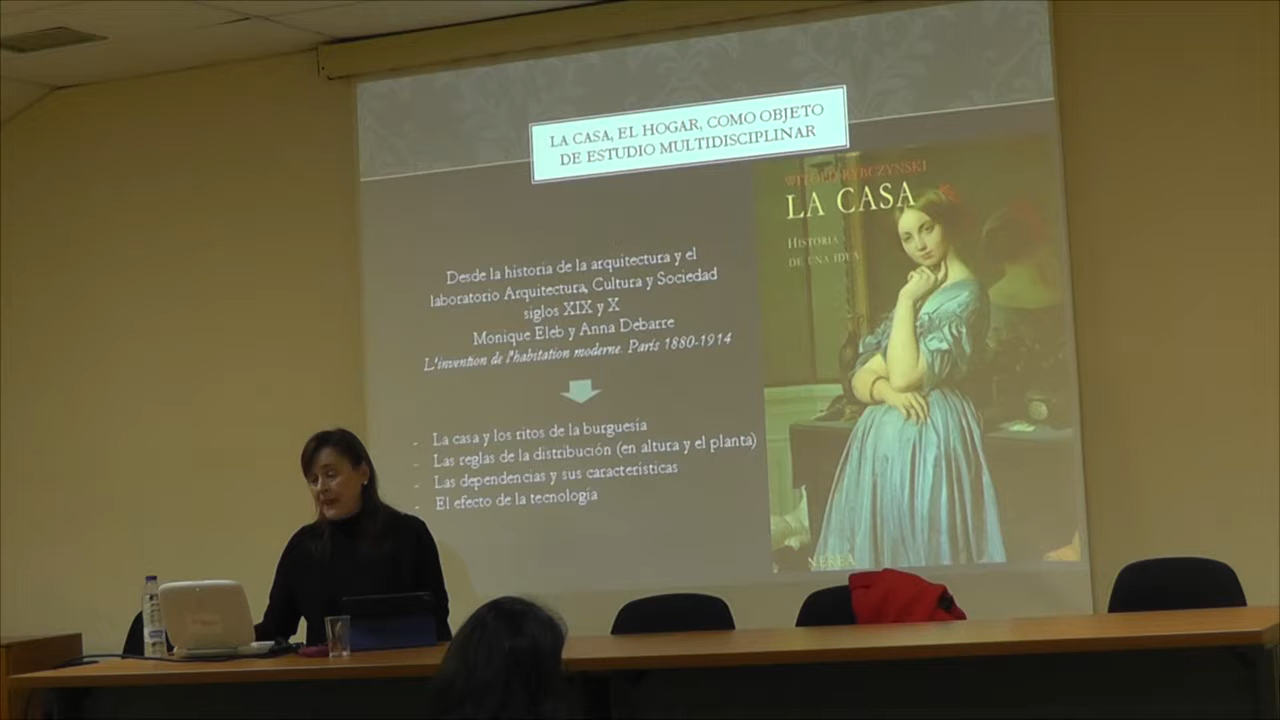 LA CASA, EL HOGAR, COMO OBJETO
DE ESTUDIO MULTIDISCIPLINAR
Desde la historia de la arquitectura y el
laboratorio Arquitectura, Cultura y Sociedad
siglos XIX y X
Monique Eleb y Anna Debarre
L'invention de l'habitation moderne. París 1880-1914
- La casa y los ritos de la burguesía
- Las reglas de la distribución (en altura y el planta)
- Las dependencias y sus características
- El efecto de la tecnología
WITOLD RYBCZYNSKI
LA CASA
HISTORIA
DE UNA IDEA
NEREA